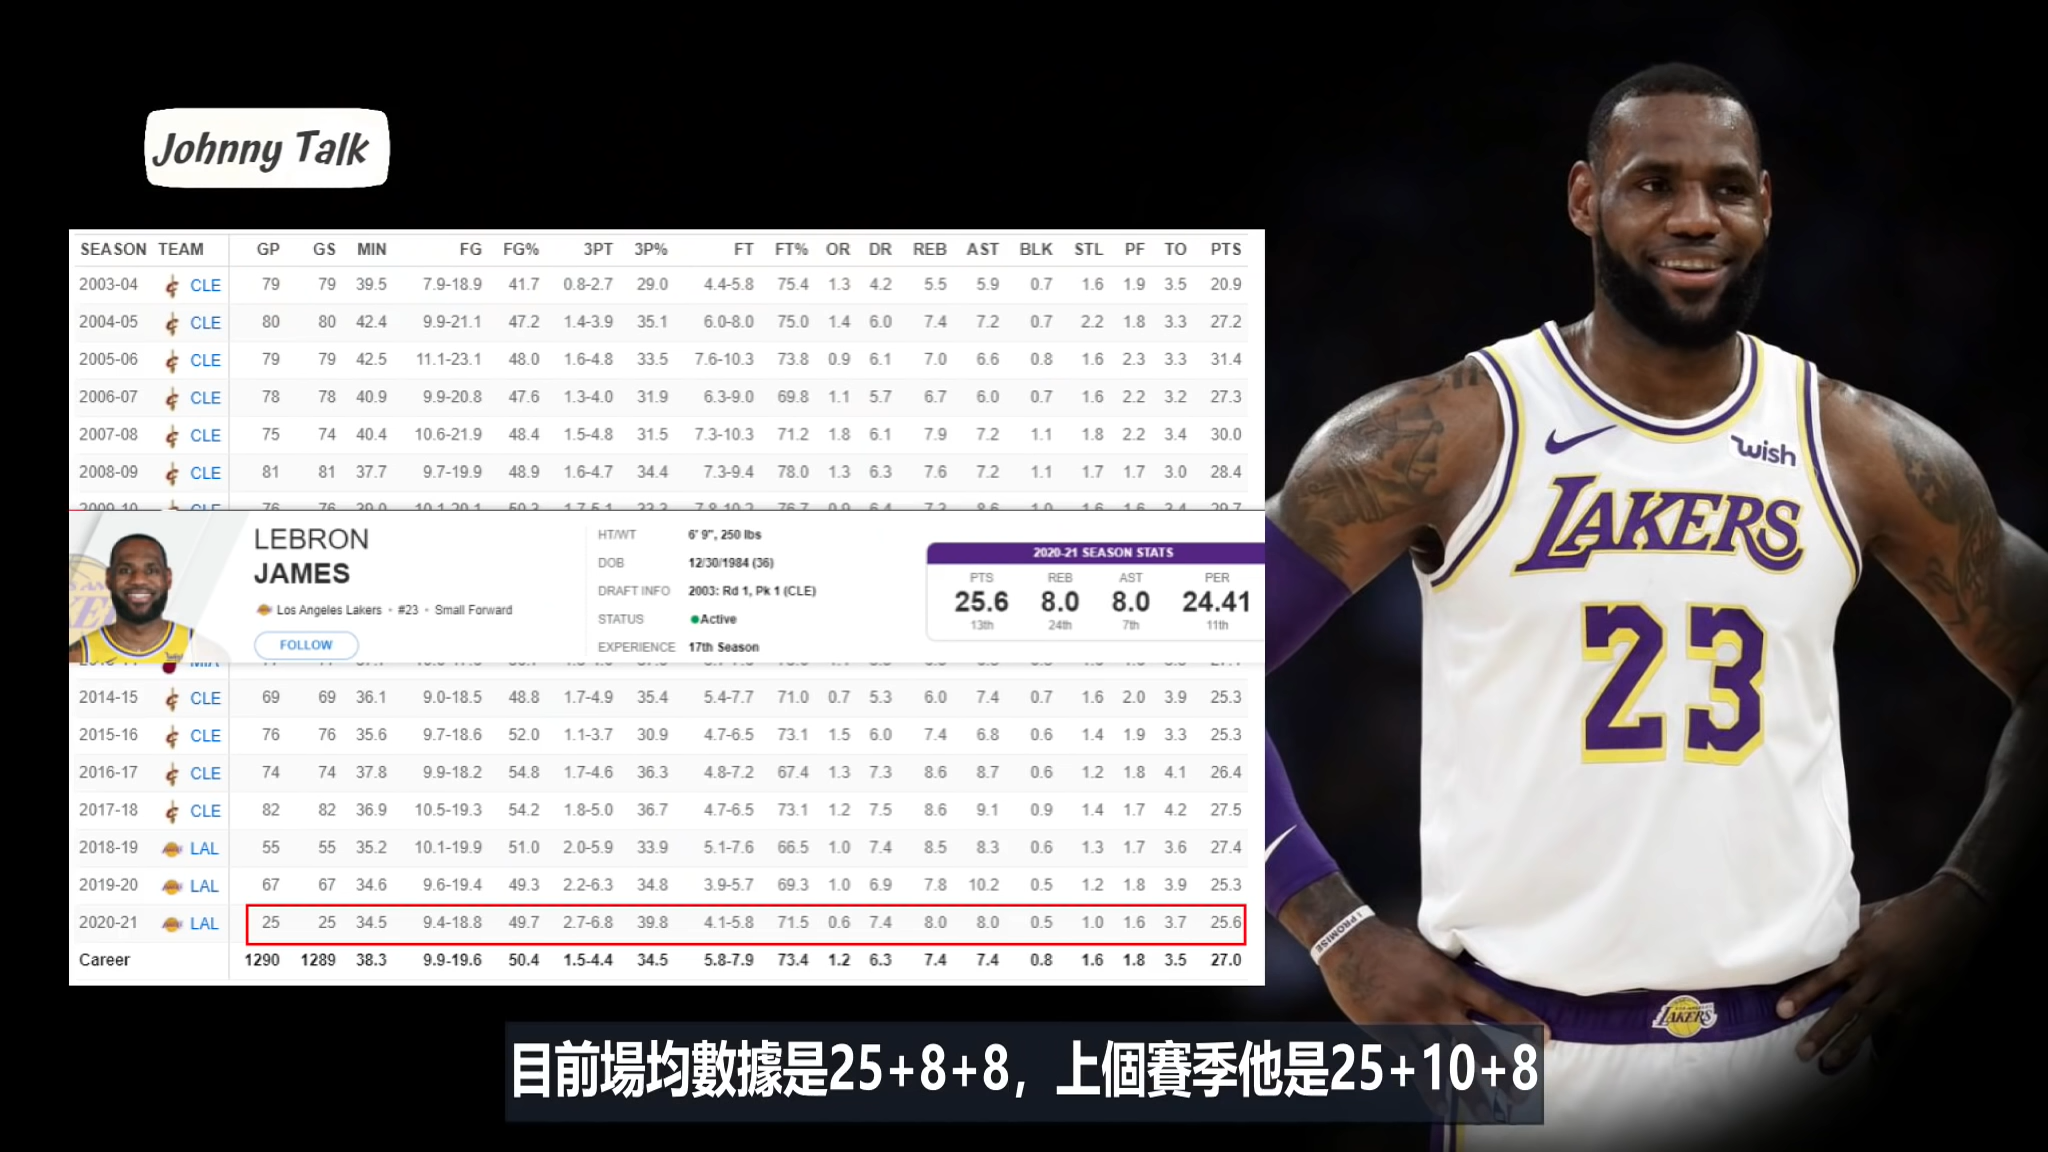 Johnny Talk
SEASON TEAM GP GS MIN FG FG% 3PT 3P% FT FT% OR DR REB AST BLK STL PF TO PTS
2003-04 CLE 79 79 39.5 7.9-18.9 41.7 0.8-2.7 29.0 4.4-5.8 75.4 1.3 4.2 5.5 5.9 0.7 1.6 1.9 3.5 20.9
2004-05 CLE 80 80 42.4 9.9-21.1 47.2 1.4-3.9 35.1 6.0-8.0 75.0 1.4 6.0 7.4 7.2 0.7 2.2 1.8 3.3 27.2
2005-06 CLE 79 79 42.5 11.1-23.1 48.0 1.6-4.8 33.5 7.6-10.3 73.8 0.9 6.1 7.0 6.6 0.8 1.6 2.3 3.3 31.4
2006-07 CLE 78 78 40.9 9.9-20.8 47.6 1.3-4.0 31.9 6.3-9.0 69.8 1.1 5.7 6.7 6.0 0.7 1.6 2.2 3.2 27.3
2007-08 CLE 75 74 40.4 10.6-21.9 48.4 1.5-4.8 31.5 7.3-10.3 71.2 1.8 6.1 7.9 7.2 1.1 1.8 2.2 3.4 30.0
2008-09 CLE 81 81 37.7 9.7-19.9 48.9 1.6-4.7 34.4 7.3-9.4 78.0 1.3 6.3 7.6 7.2 1.1 1.7 1.7 3.0 28.4
LEBRON
JAMES
Los Angeles Lakers • #23 • Small Forward
FOLLOW
HT/WT 6' 9", 250 lbs
DOB 12/30/1984 (36)
DRAFT INFO 2003: Rd 1, Pk 1 (CLE)
STATUS Active
EXPERIENCE 17th Season
2020-21 SEASON STATS
PTS REB AST PER
25.6 8.0 8.0 24.41
13th 24th 7th 11th
2014-15 CLE 69 69 36.1 9.0-18.5 48.8 1.7-4.9 35.4 5.4-7.7 71.0 0.7 5.3 6.0 7.4 0.7 1.6 2.0 3.9 25.3
2015-16 CLE 76 76 35.6 9.7-18.6 52.0 1.1-3.7 30.9 4.7-6.5 73.1 1.5 6.0 7.4 6.8 0.6 1.4 1.9 3.3 25.3
2016-17 CLE 74 74 37.8 9.9-18.2 54.8 1.7-4.6 36.3 4.8-7.2 67.4 1.3 7.3 8.6 8.7 0.6 1.2 1.8 4.1 26.4
2017-18 CLE 82 82 36.9 10.5-19.3 54.2 1.8-5.0 36.7 4.7-6.5 73.1 1.2 7.5 8.6 9.1 0.9 1.4 1.7 4.2 27.5
2018-19 LAL 55 55 35.2 10.1-19.9 51.0 2.0-5.9 33.9 5.1-7.6 66.5 1.0 7.4 8.5 8.3 0.6 1.3 1.7 3.6 27.4
2019-20 LAL 67 67 34.6 9.6-19.4 49.3 2.2-6.3 34.8 3.9-5.7 69.3 1.0 6.9 7.8 10.2 0.5 1.2 1.8 3.9 25.3
2020-21 LAL 25 25 34.5 9.4-18.8 49.7 2.7-6.8 39.8 4.1-5.8 71.5 0.6 7.4 8.0 8.0 0.5 1.0 1.6 3.7 25.6
Career 1290 1289 38.3 9.9-19.6 50.4 1.5-4.4 34.5 5.8-7.9 73.4 1.2 6.3 7.4 7.4 0.8 1.6 1.8 3.5 27.0
wish
LAKERS
23
I PROMISE
LAKERS
目前場均數據是25+8+8，上個賽季他是25+10+8